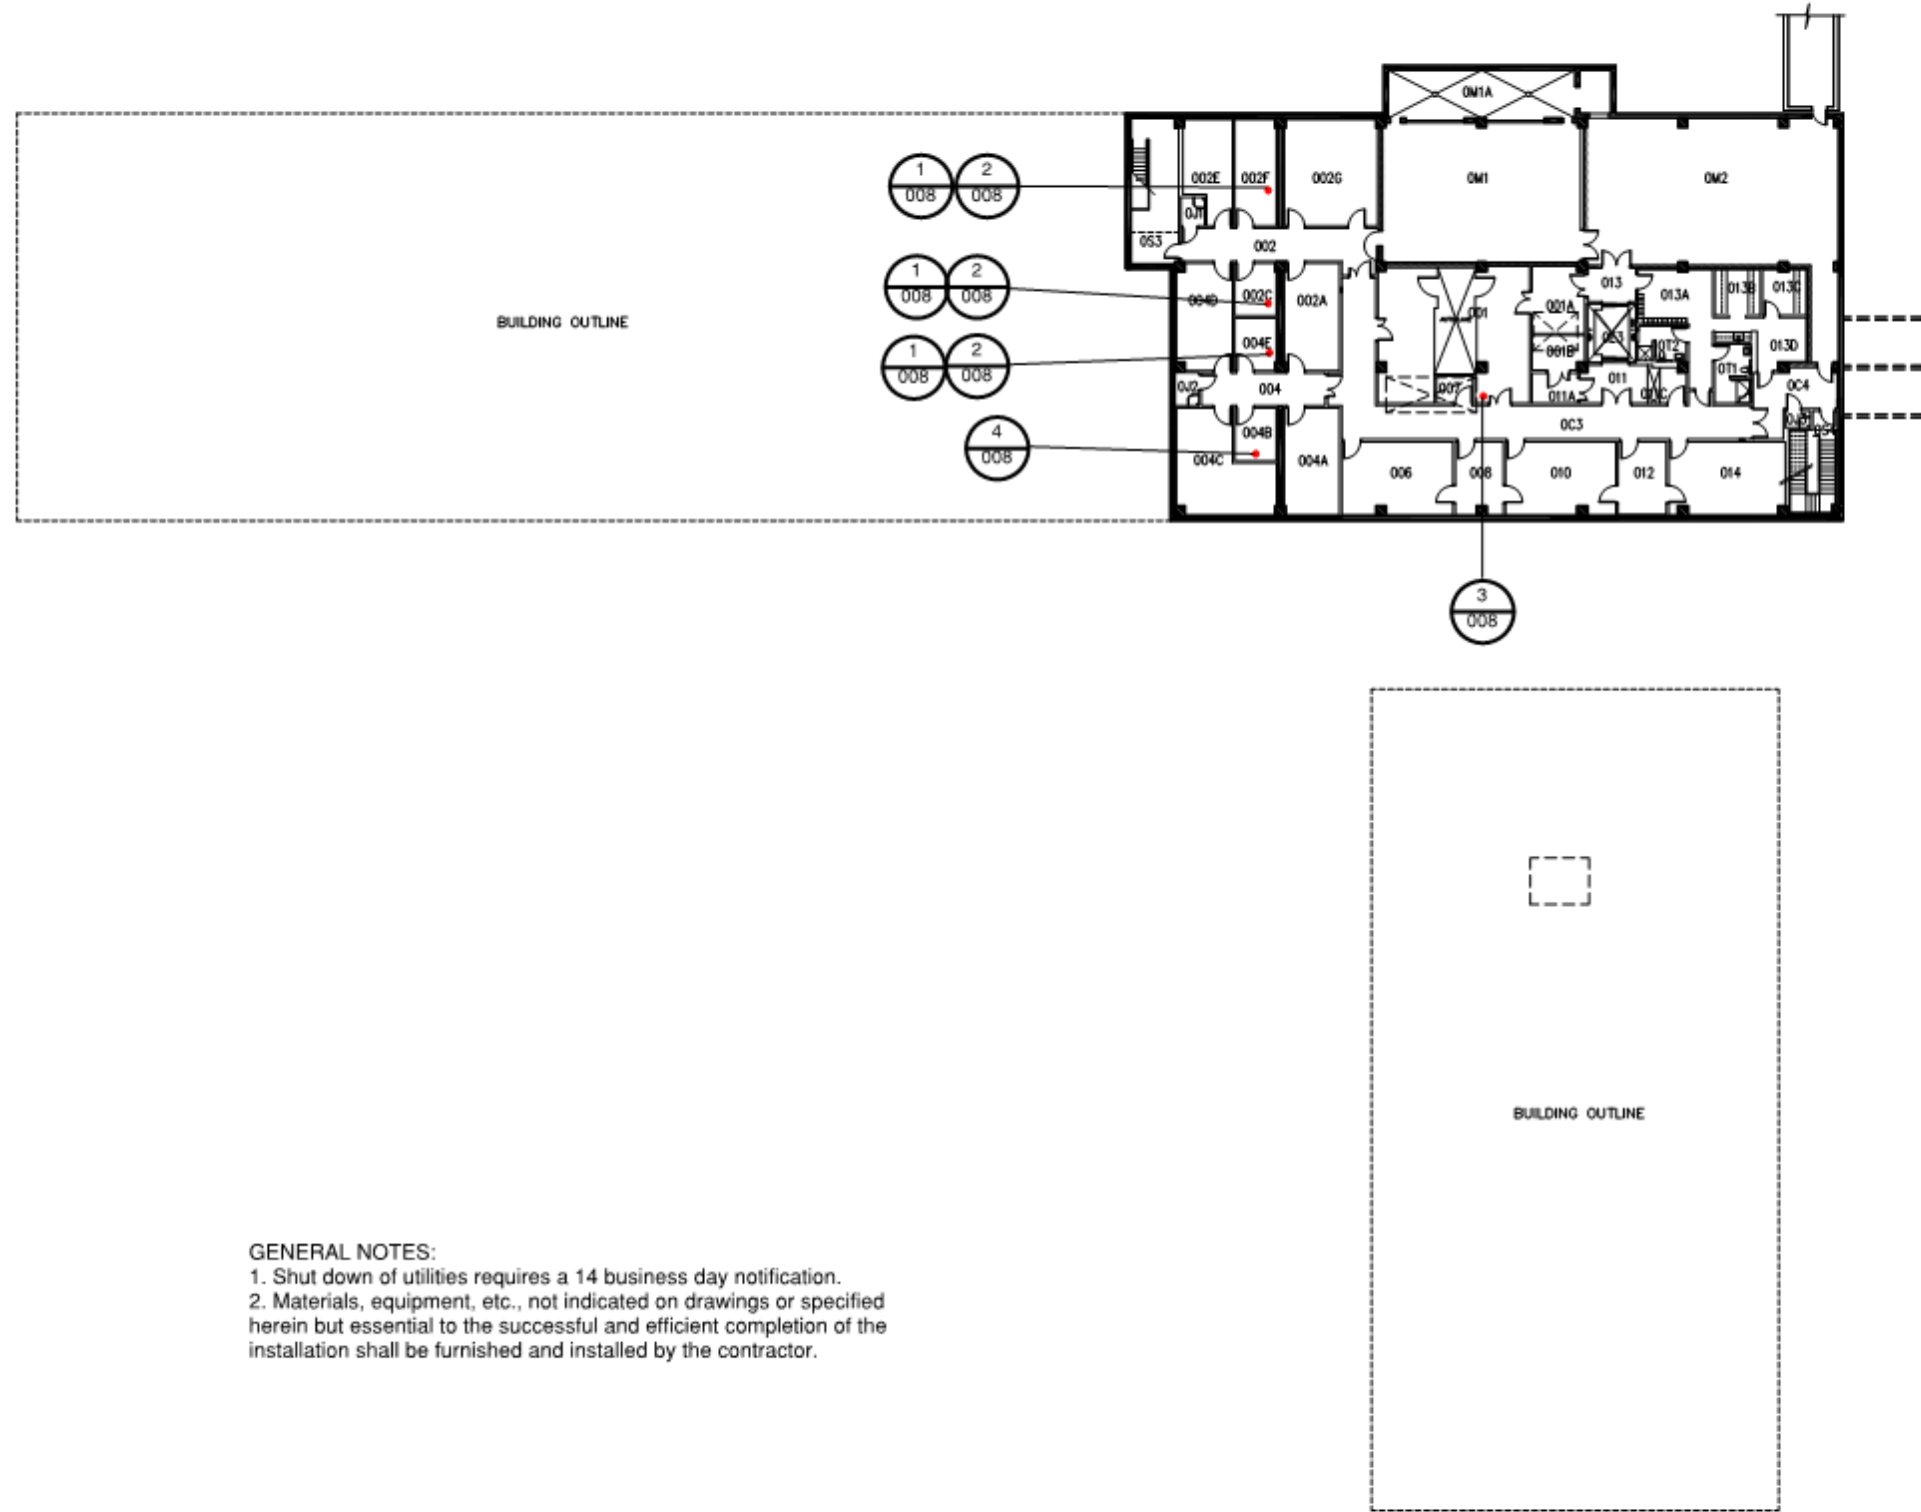 0M1A
1
008
2
008
002E
002F
002G
0M1
0M2
0J1
0S3
002
1
008
2
008
004D
002C
002A
001
001A
013
013A
013B
013C
1
008
2
008
004E
001B
0E3
0T2
013D
0T1
0J2
004
007
011A
011
011C
0C4
0C3
0J3
4
008
004C
004B
004A
006
008
010
012
014
BUILDING OUTLINE
3
008
BUILDING OUTLINE
GENERAL NOTES:
1. Shut down of utilities requires a 14 business day notification.
2. Materials, equipment, etc., not indicated on drawings or specified
herein but essential to the successful and efficient completion of the
installation shall be furnished and installed by the contractor.